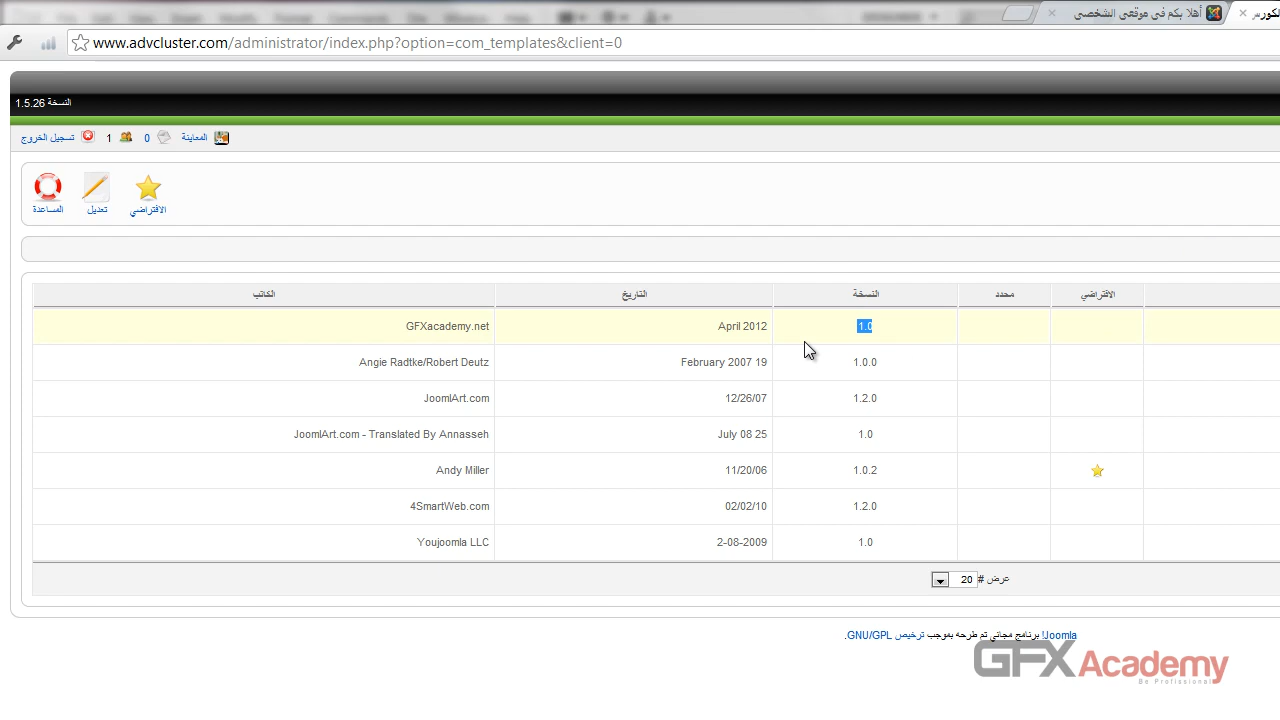 أهلا بكم في موقعي الشخصي
www.advcluster.com/administrator/index.php?option=com_templates&client=0
النسخة 1.5.26
المعاينة 0 1 تسجيل الخروج
الافتراضي تعديل المساعدة
الافتراضي محدد النسخة التاريخ الكاتب
1.0 April 2012 GFXacademy.net
1.0.0 February 2007 19 Angie Radtke/Robert Deutz
1.2.0 12/26/07 JoomlArt.com
1.0 July 08 25 JoomlArt.com - Translated By Annasseh
1.0.2 11/20/06 Andy Miller
1.2.0 02/02/10 4SmartWeb.com
1.0 2-08-2009 Youjoomla LLC
عرض # 20
Joomla! برنامج مجاني تم طرحه بموجب ترخيص GNU/GPL.
GFXAcademy
Be Professional